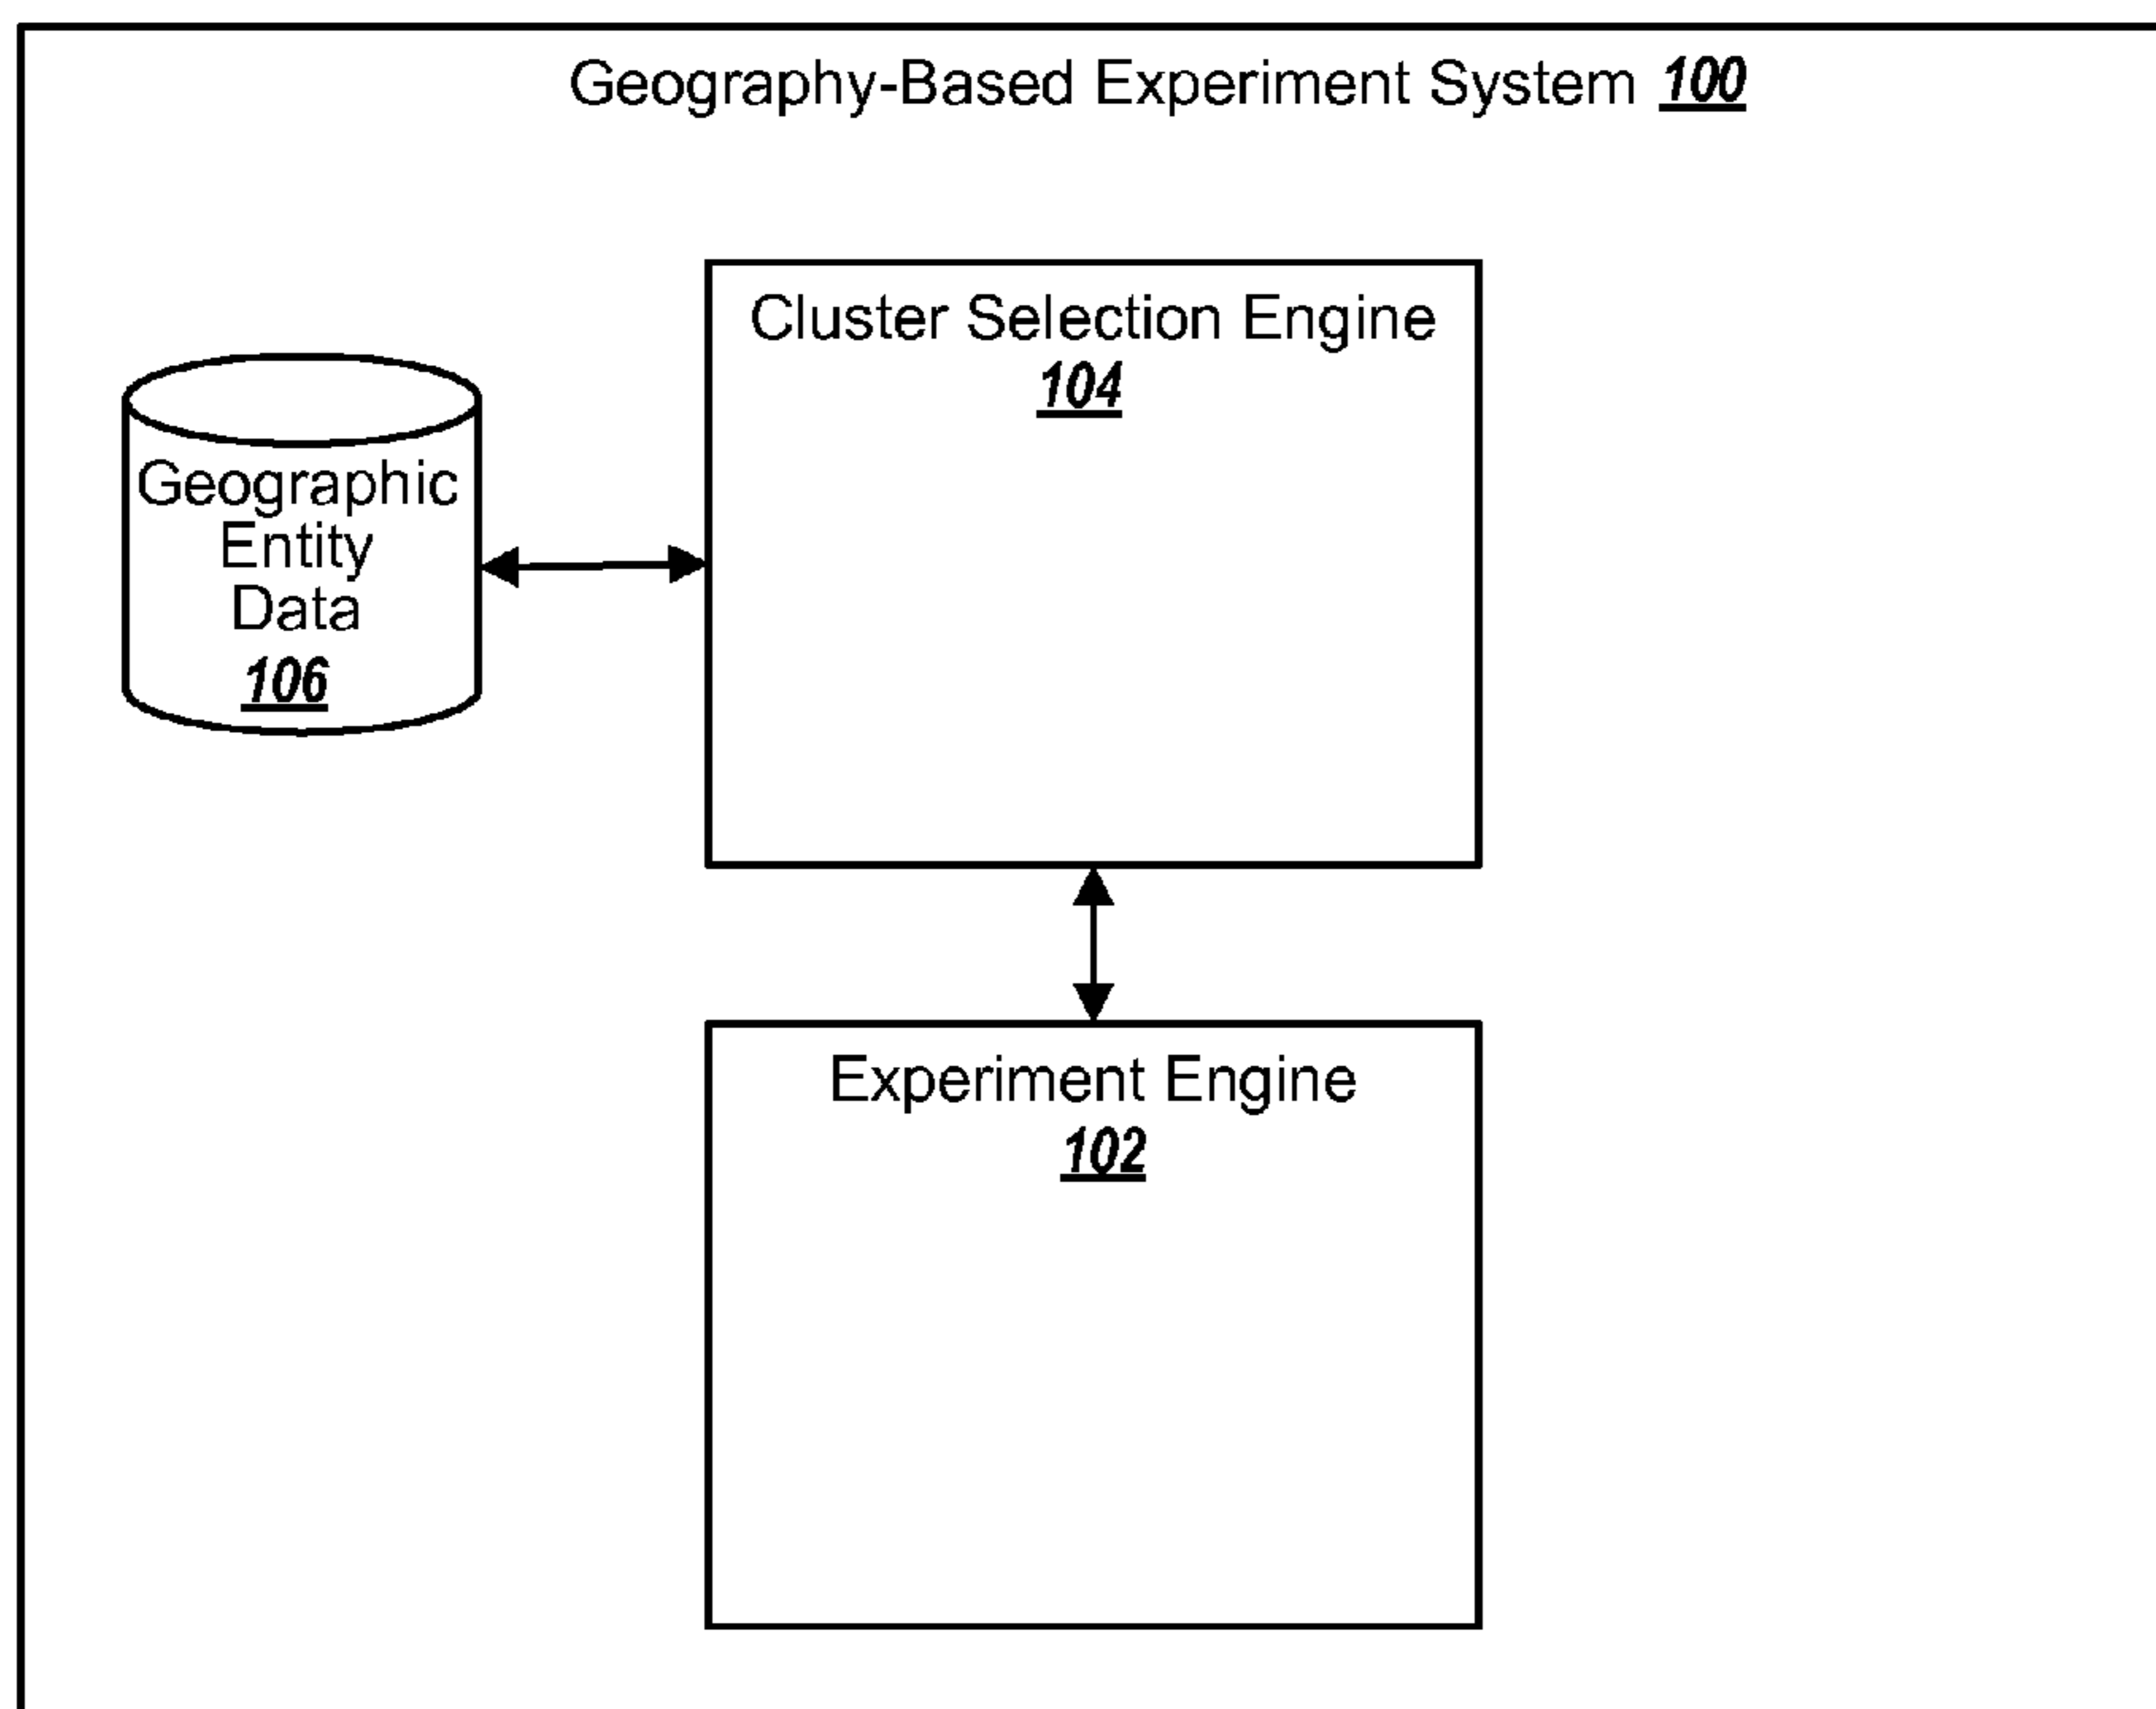 Geography-Based Experiment System 100
Cluster Selection Engine
104
Geographic
Entity
Data
106
Experiment Engine
102